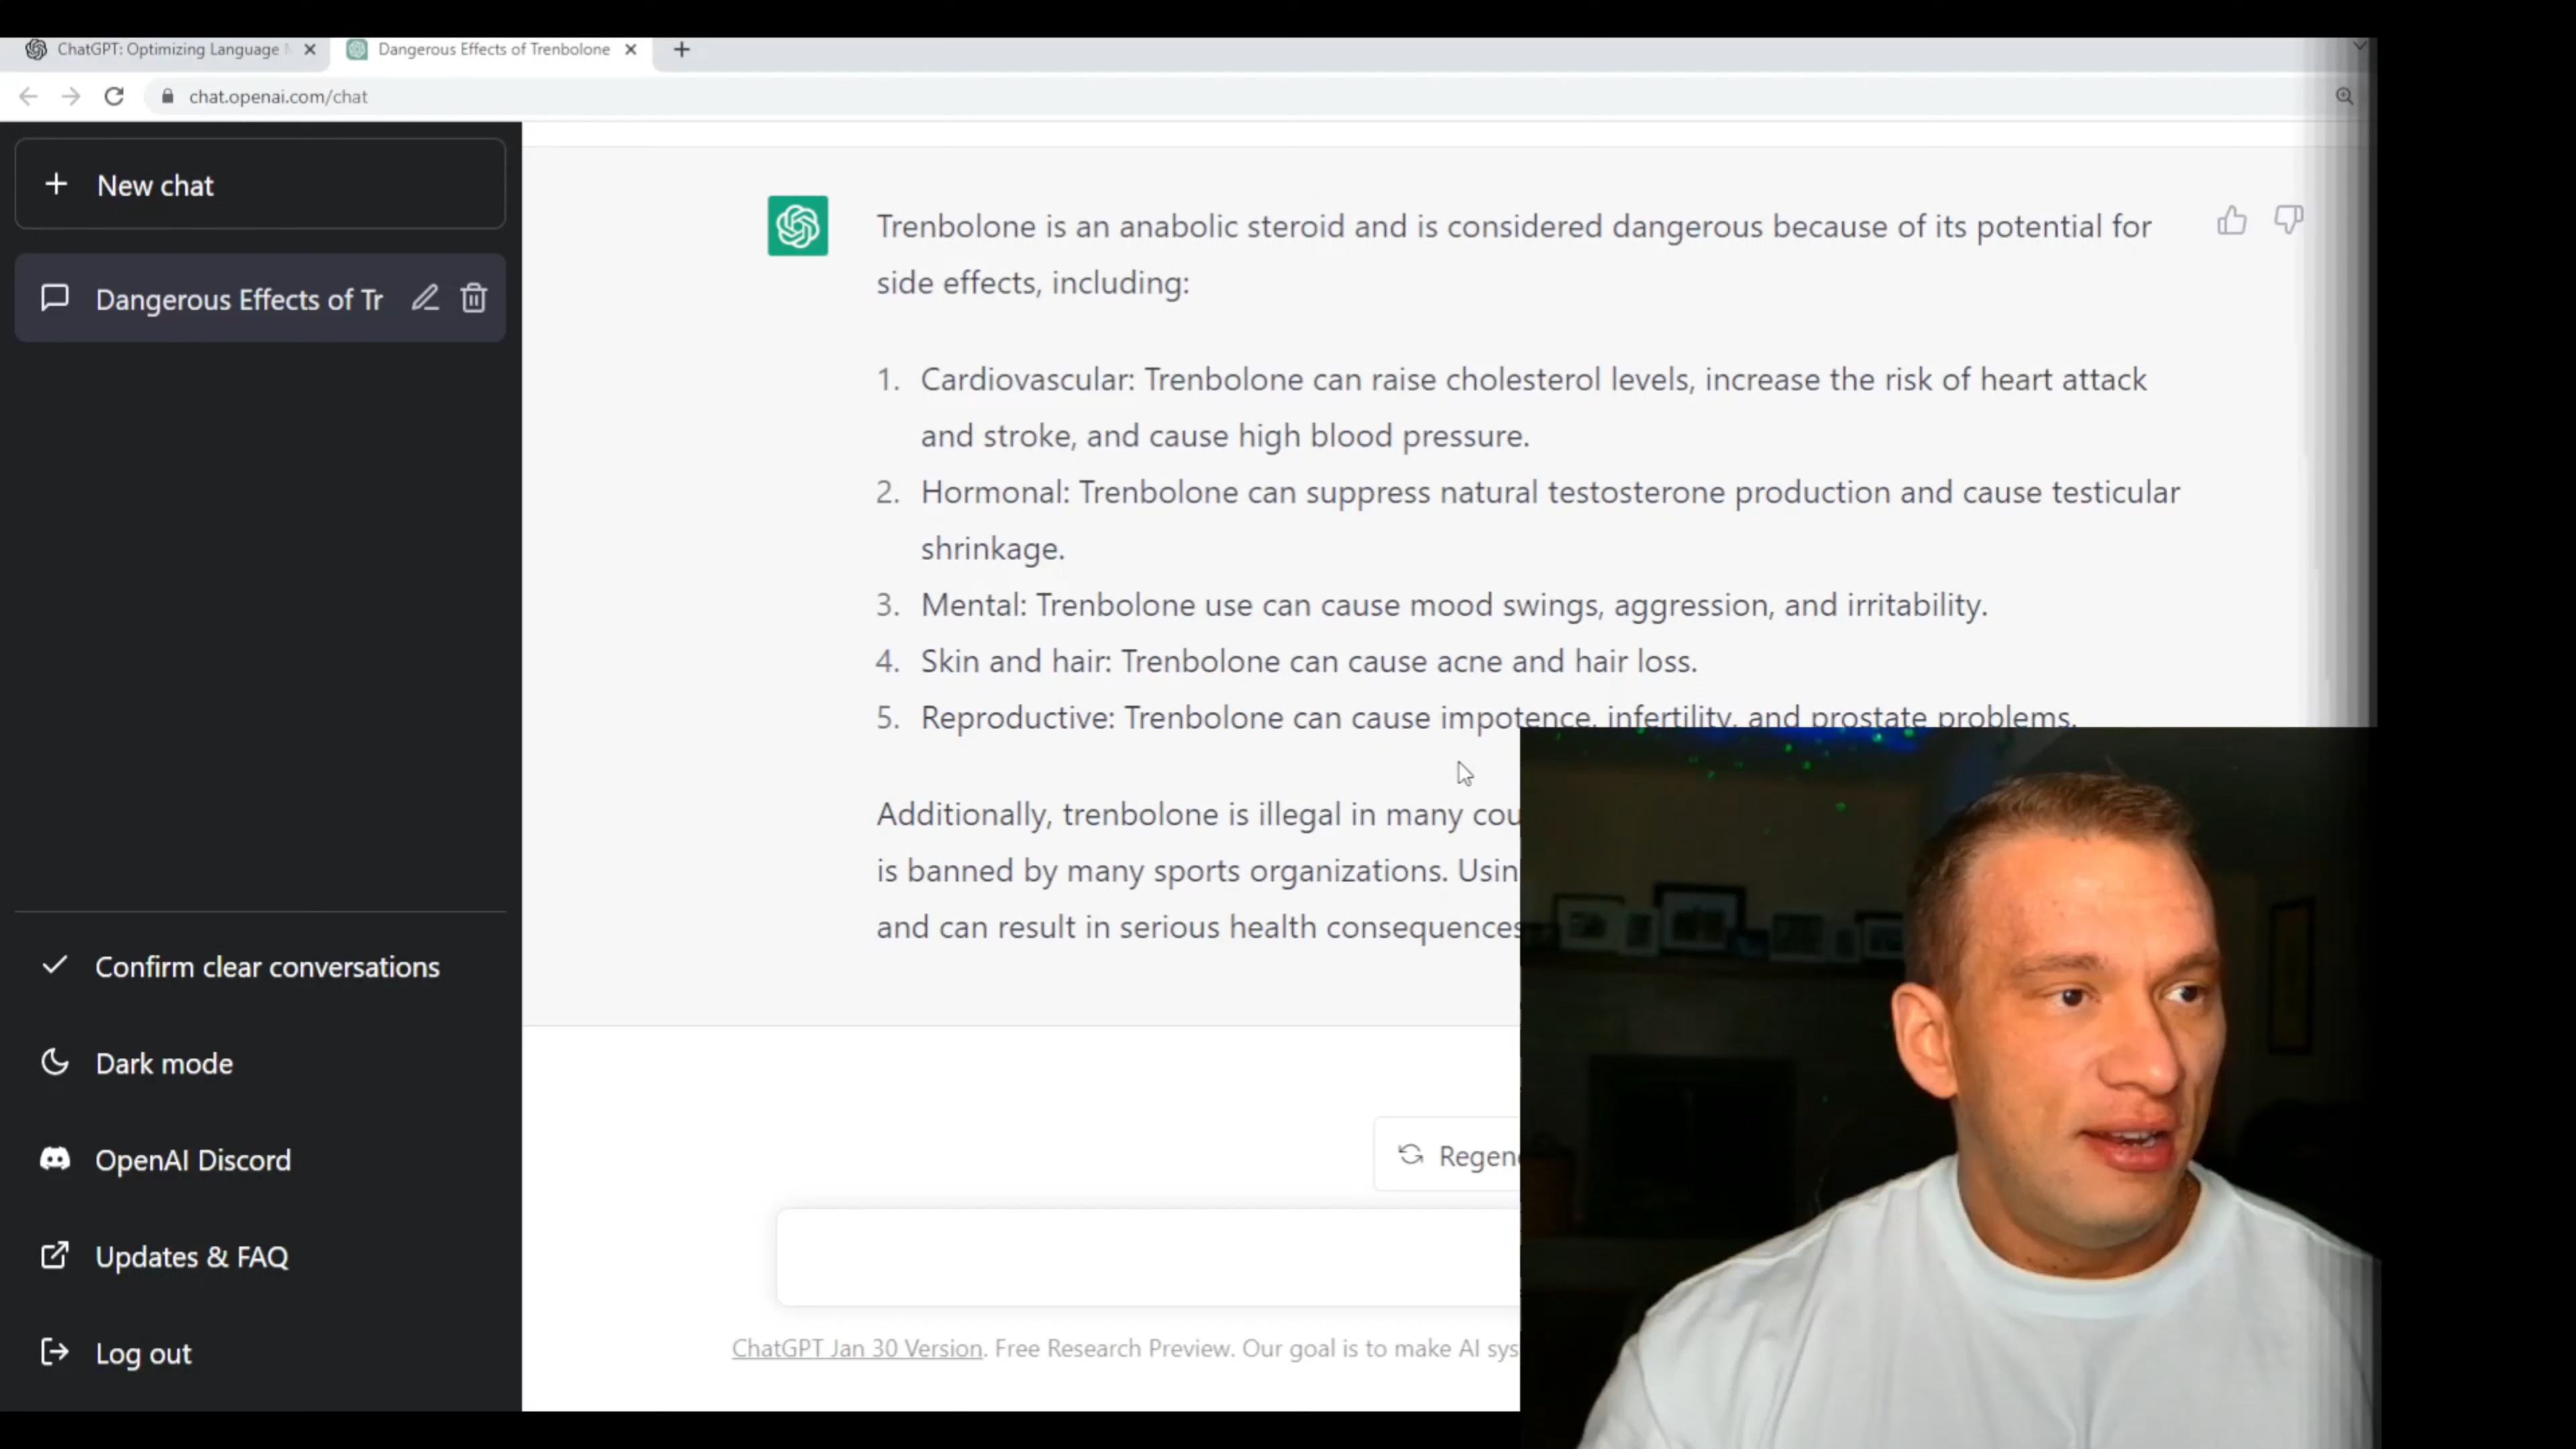 ChatGPT: Optimizing Language
Dangerous Effects of Trenbolone
chat.openai.com/chat
New chat
Dangerous Effects of Tr
Confirm clear conversations
Dark mode
OpenAI Discord
Updates & FAQ
Log out
Trenbolone is an anabolic steroid and is considered dangerous because of its potential for
side effects, including:
1. Cardiovascular: Trenbolone can raise cholesterol levels, increase the risk of heart attack
and stroke, and cause high blood pressure.
2. Hormonal: Trenbolone can suppress natural testosterone production and cause testicular
shrinkage.
3. Mental: Trenbolone use can cause mood swings, aggression, and irritability.
4. Skin and hair: Trenbolone can cause acne and hair loss.
5. Reproductive: Trenbolone can cause impotence, infertility, and prostate problems.
Additionally, trenbolone is illegal in many cou
is banned by many sports organizations. Usin
and can result in serious health consequences
Regen
ChatGPT Jan 30 Version. Free Research Preview. Our goal is to make AI sys